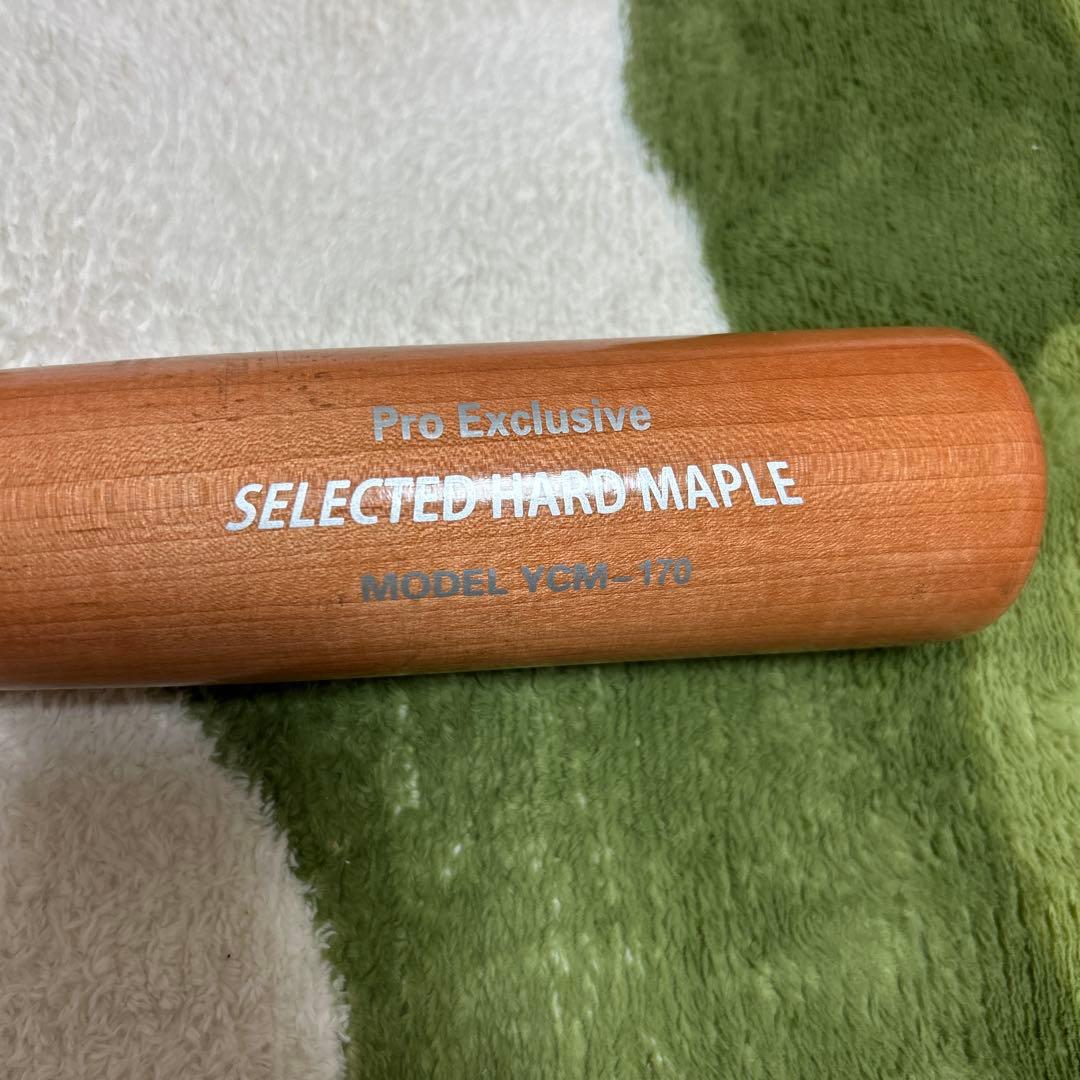 Pro Exclusive
SELECTED HARD MAPLE
MODEL YCM-170